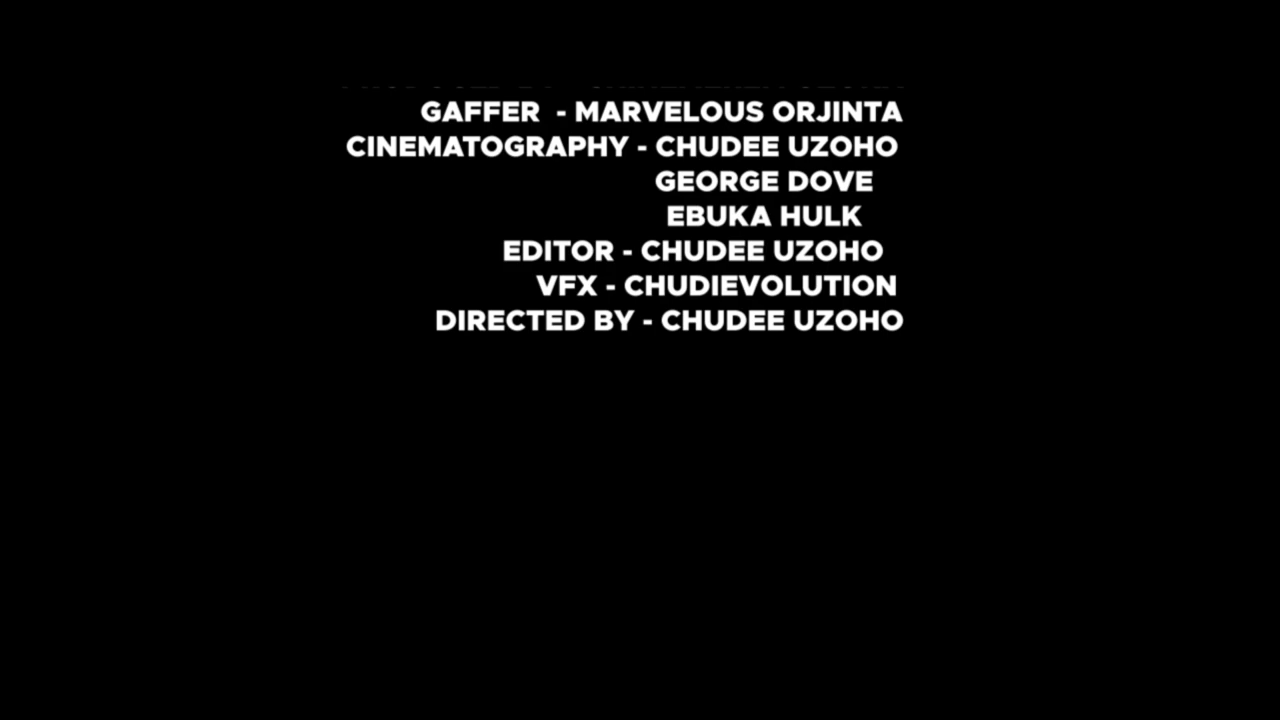 GAFFER - MARVELOUS ORJINTA
CINEMATOGRAPHY - CHUDEE UZOHO
GEORGE DOVE
EBUKA HULK
EDITOR - CHUDEE UZOHO
VFX - CHUDIEVOLUTION
DIRECTED BY - CHUDEE UZOHO